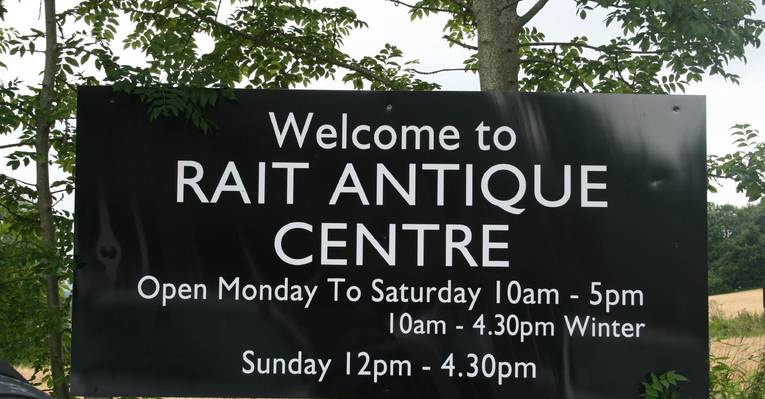 Welcome to
RAIT ANTIQUE
CENTRE
Open Monday To Saturday 10am - 5pm
10am - 4.30pm Winter
Sunday 12pm - 4.30pm